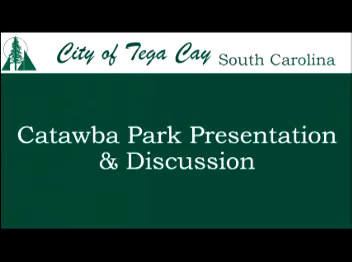 City of Tega Cay South Carolina
Catawba Park Presentation
& Discussion